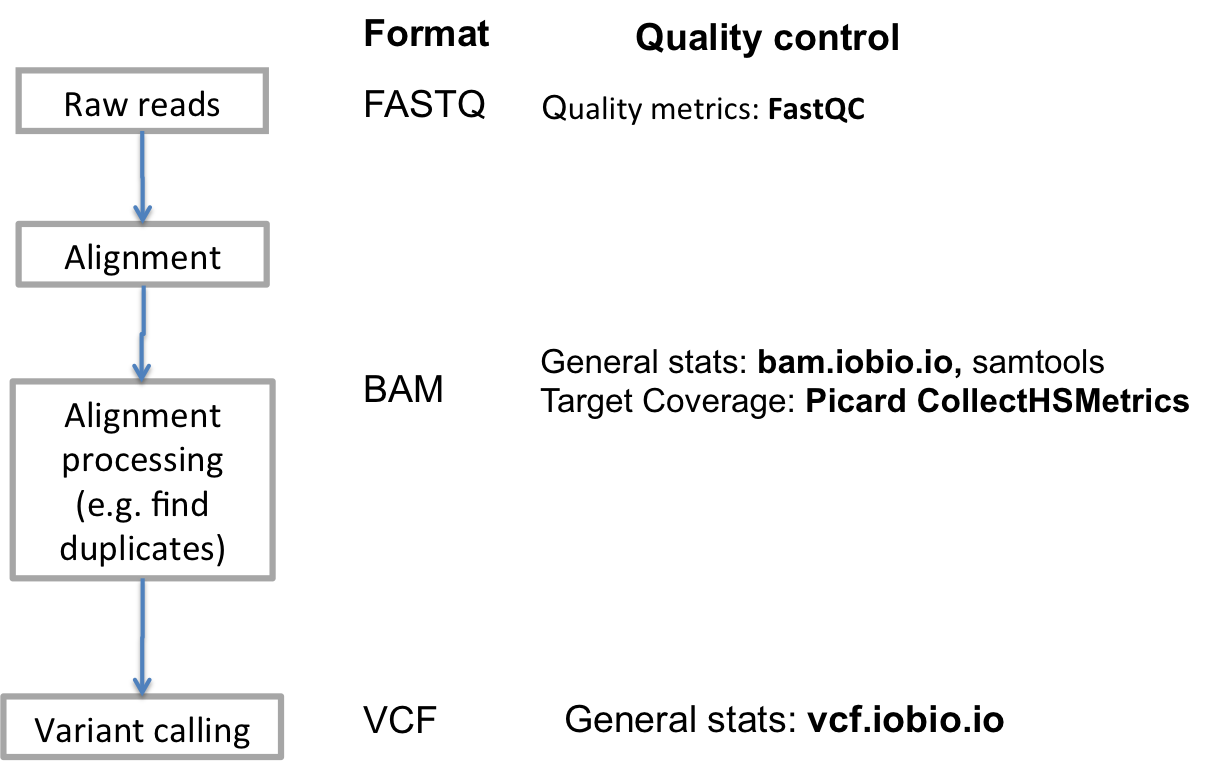 Format Quality control
Raw reads FASTQ Quality metrics: FastQC
Alignment
General stats: bam.iobio.io, samtools
BAM Target Coverage: Picard CollectHSMetrics
Alignment
processing
(e.g. find
duplicates)
Variant calling VCF General stats: vcf.iobio.io